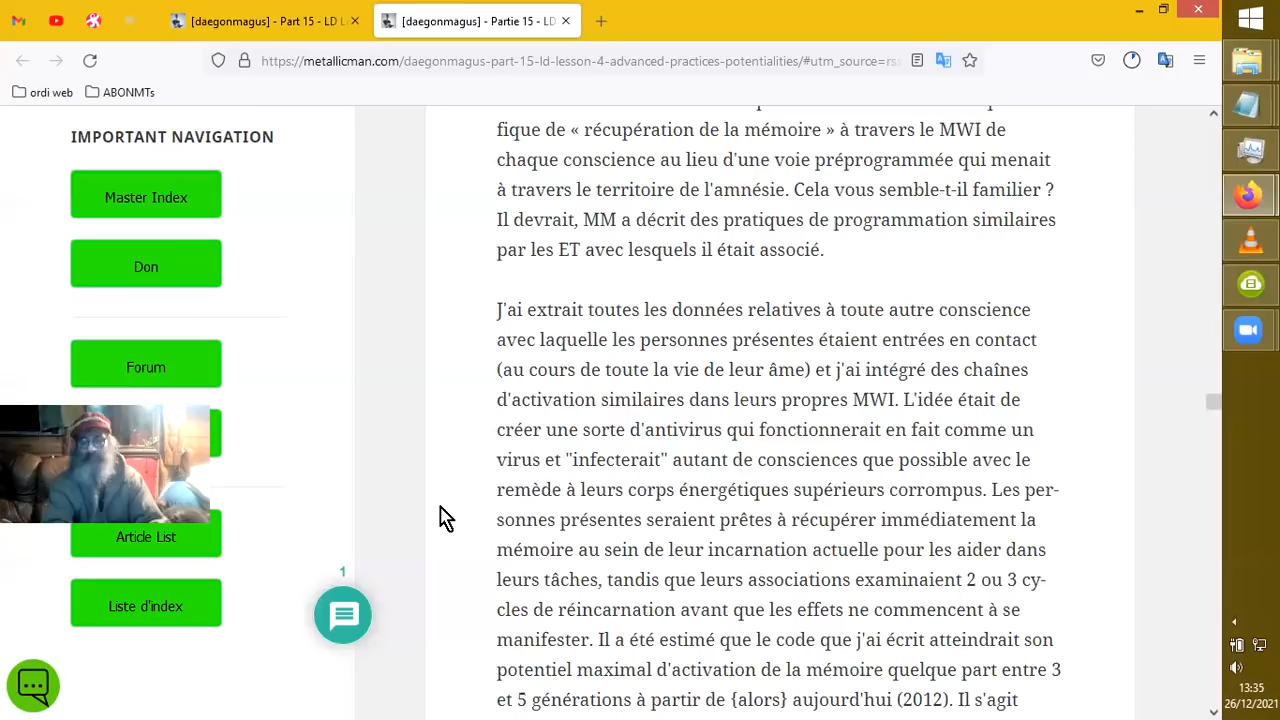 [daegonmagus] - Part 15 - LD L
[daegonmagus] - Partie 15 - LD
https://metallicman.com/daegonmagus-part-15-ld-lesson-4-advanced-practices-potentialities/#utm_source=rss
ordi web
ABONMTs
IMPORTANT NAVIGATION
Master Index
Don
Forum
Article List
Liste d'index
1
fique de « récupération de la mémoire » à travers le MWI de
chaque conscience au lieu d'une voie préprogrammée qui menait
à travers le territoire de l'amnésie. Cela vous semble-t-il familier ?
Il devrait, MM a décrit des pratiques de programmation similaires
par les ET avec lesquels il était associé.
J'ai extrait toutes les données relatives à toute autre conscience
avec laquelle les personnes présentes étaient entrées en contact
(au cours de toute la vie de leur âme) et j'ai intégré des chaînes
d'activation similaires dans leurs propres MWI. L'idée était de
créer une sorte d'antivirus qui fonctionnerait en fait comme un
virus et "infecterait" autant de consciences que possible avec le
remède à leurs corps énergétiques supérieurs corrompus. Les per-
sonnes présentes seraient prêtes à récupérer immédiatement la
mémoire au sein de leur incarnation actuelle pour les aider dans
leurs tâches, tandis que leurs associations examinaient 2 ou 3 cy-
cles de réincarnation avant que les effets ne commencent à se
manifester. Il a été estimé que le code que j'ai écrit atteindrait son
potentiel maximal d'activation de la mémoire quelque part entre 3
et 5 générations à partir de {alors} aujourd'hui (2012). Il s'agit
13:35
26/12/2021